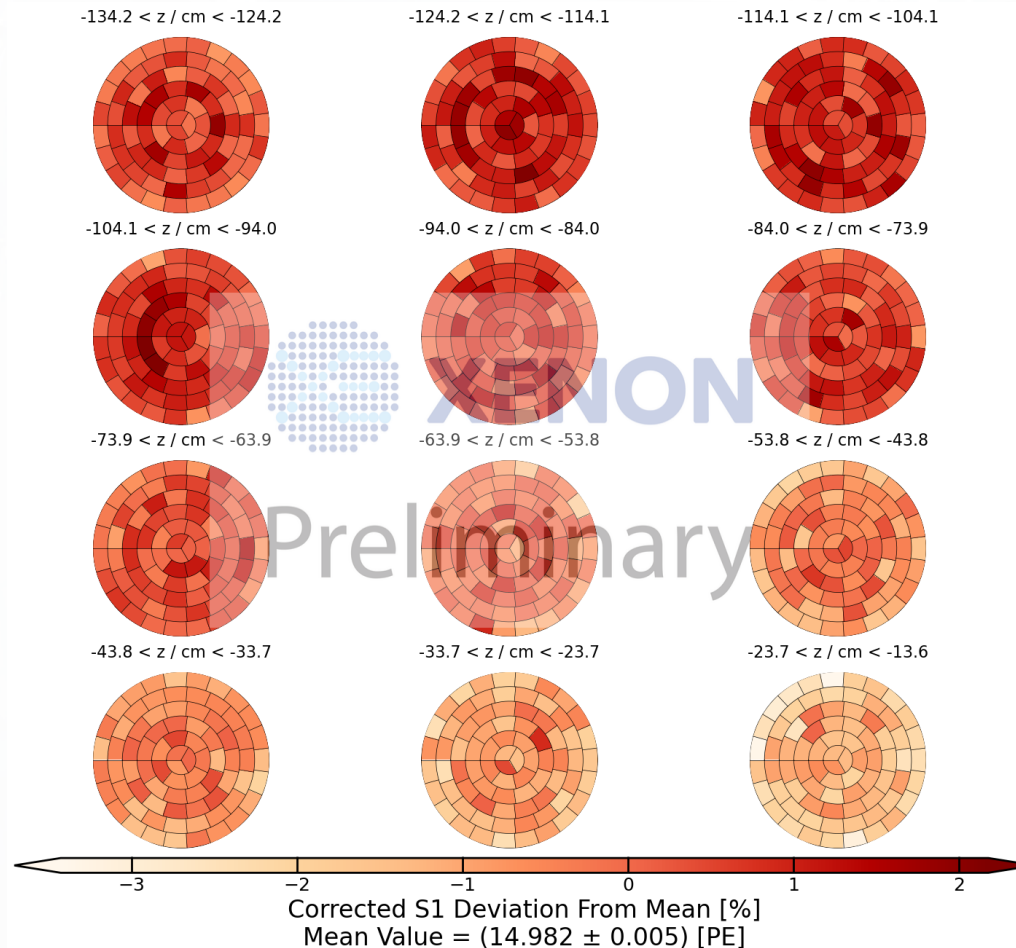 -134.2 < z / cm < -124.2
-124.2 < z / cm < -114.1
-114.1 < z / cm < -104.1
-104.1 < z / cm < -94.0
-94.0 < z / cm < -84.0
-84.0 < z / cm < -73.9
XENON
-73.9 < z / cm < -63.9
-63.9 < z / cm < -53.8
-53.8 < z / cm < -43.8
Preliminary
-43.8 < z / cm < -33.7
-33.7 < z / cm < -23.7
-23.7 < z / cm < -13.6
−3 −2 −1 0 1 2
Corrected S1 Deviation From Mean [%]
Mean Value = (14.982 ± 0.005) [PE]